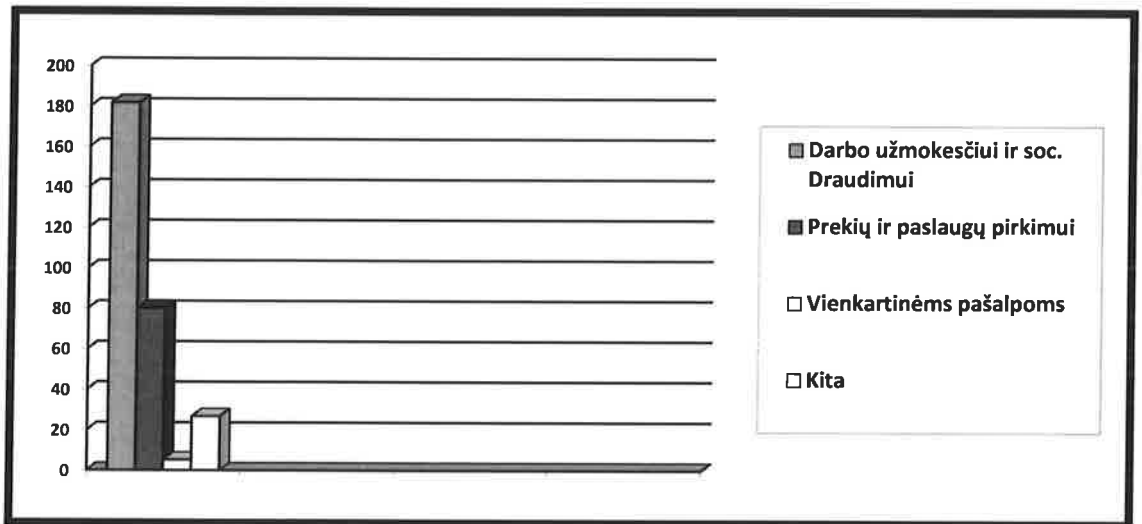 200
180
160
140
120
100
80
60
40
20
0
Darbo užmokesčiui ir soc.
Draudimui
Prekių ir paslaugų pirkimui
Vienkartinėms pašalpoms
Kita